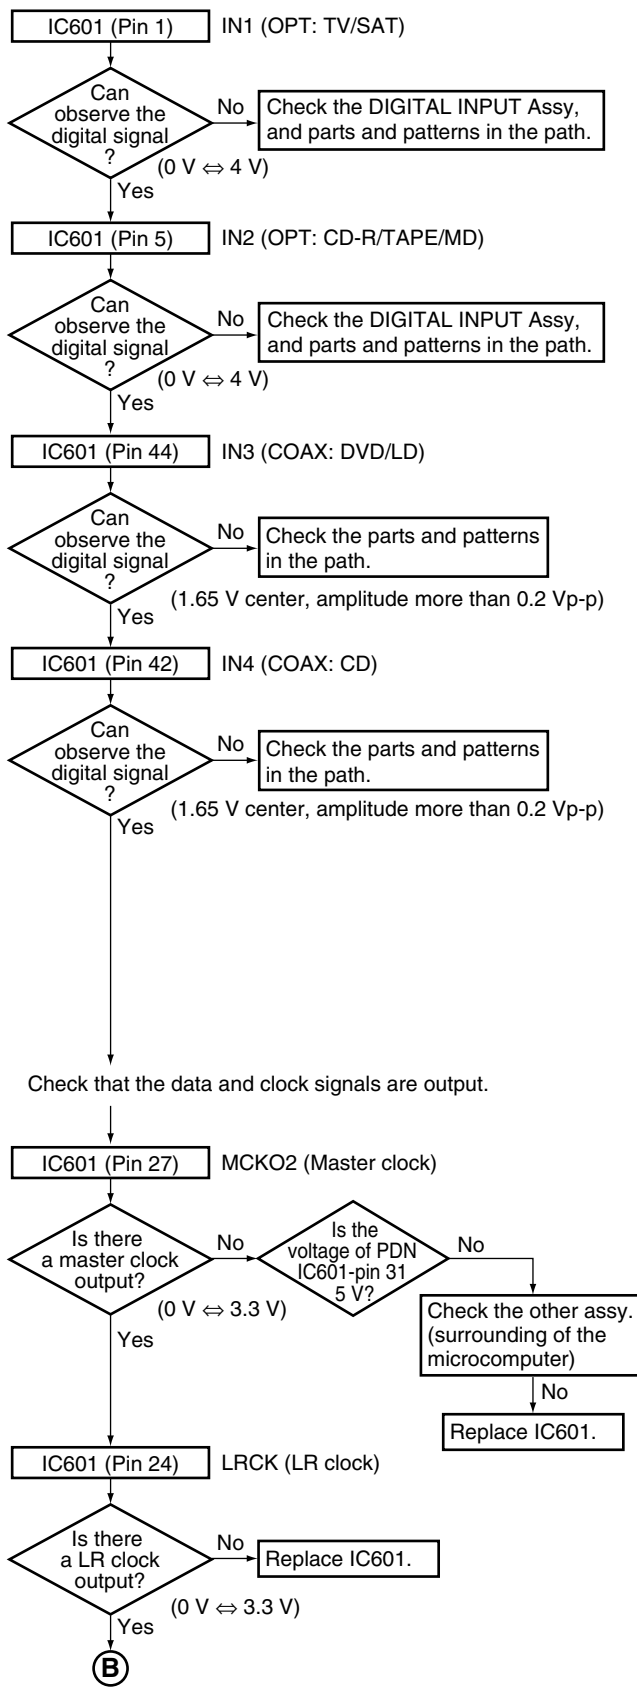 IC601 (Pin 1)
IN1 (OPT: TV/SAT)
Can
observe the
digital signal
?
No
Check the DIGITAL INPUT Assy,
and parts and patterns in the path.
(0 V ⇔ 4 V)
Yes
IC601 (Pin 5)
IN2 (OPT: CD-R/TAPE/MD)
Can
observe the
digital signal
?
No
Check the DIGITAL INPUT Assy,
and parts and patterns in the path.
(0 V ⇔ 4 V)
Yes
IC601 (Pin 44)
IN3 (COAX: DVD/LD)
Can
observe the
digital signal
?
No
Check the parts and patterns
in the path.
(1.65 V center, amplitude more than 0.2 Vp-p)
Yes
IC601 (Pin 42)
IN4 (COAX: CD)
Can
observe the
digital signal
?
No
Check the parts and patterns
in the path.
(1.65 V center, amplitude more than 0.2 Vp-p)
Yes
Check that the data and clock signals are output.
IC601 (Pin 27)
MCKO2 (Master clock)
Is there
a master clock
output?
No
Is the
voltage of PDN
IC601-pin 31
5 V?
No
(0 V ⇔ 3.3 V)
Yes
Check the other assy.
(surrounding of the
microcomputer)
No
Replace IC601.
IC601 (Pin 24)
LRCK (LR clock)
Is there
a LR clock
output?
No
Replace IC601.
(0 V ⇔ 3.3 V)
Yes
B